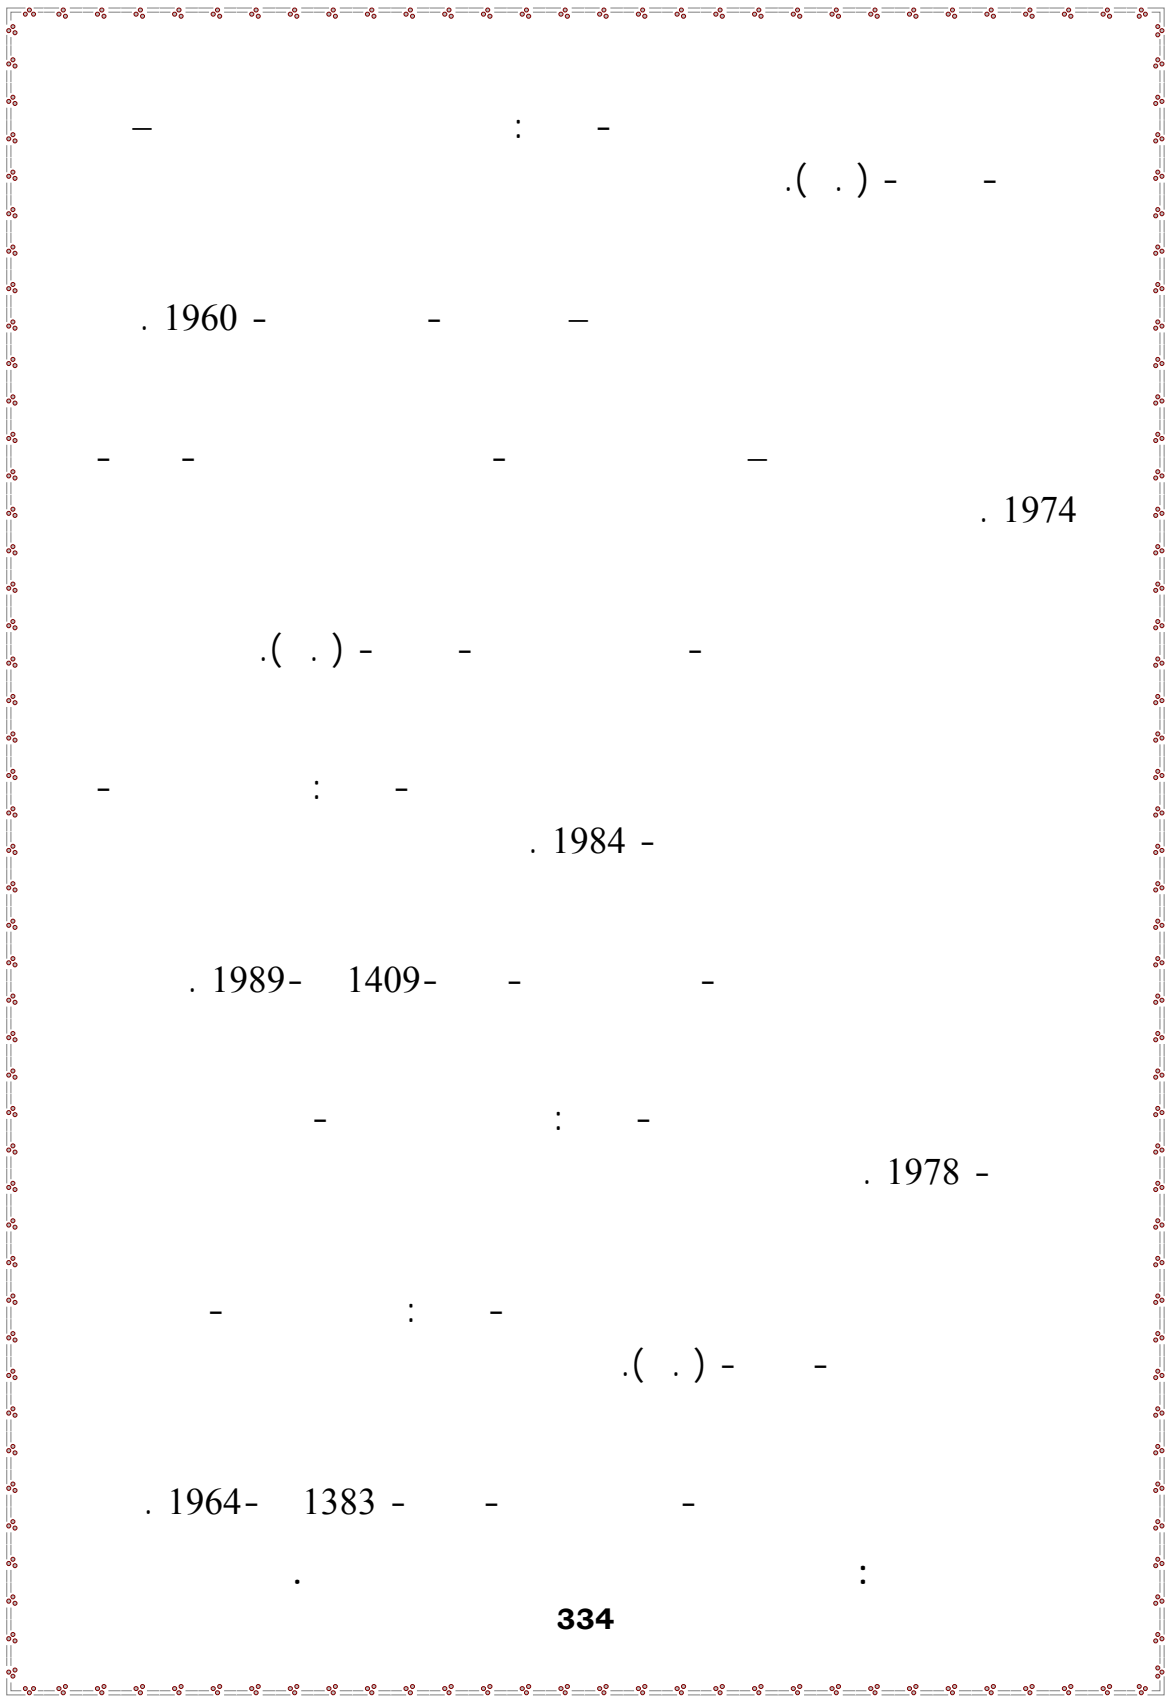 - : –
- - ( . ).
– - - 1960 .
– - - -
1974 .
- - - ( . ).
- : -
- 1984 .
- - -1409 -1989 .
- : -
- 1978 .
- : -
- - ( . ).
- - - 1383 -1964 .
: .
334